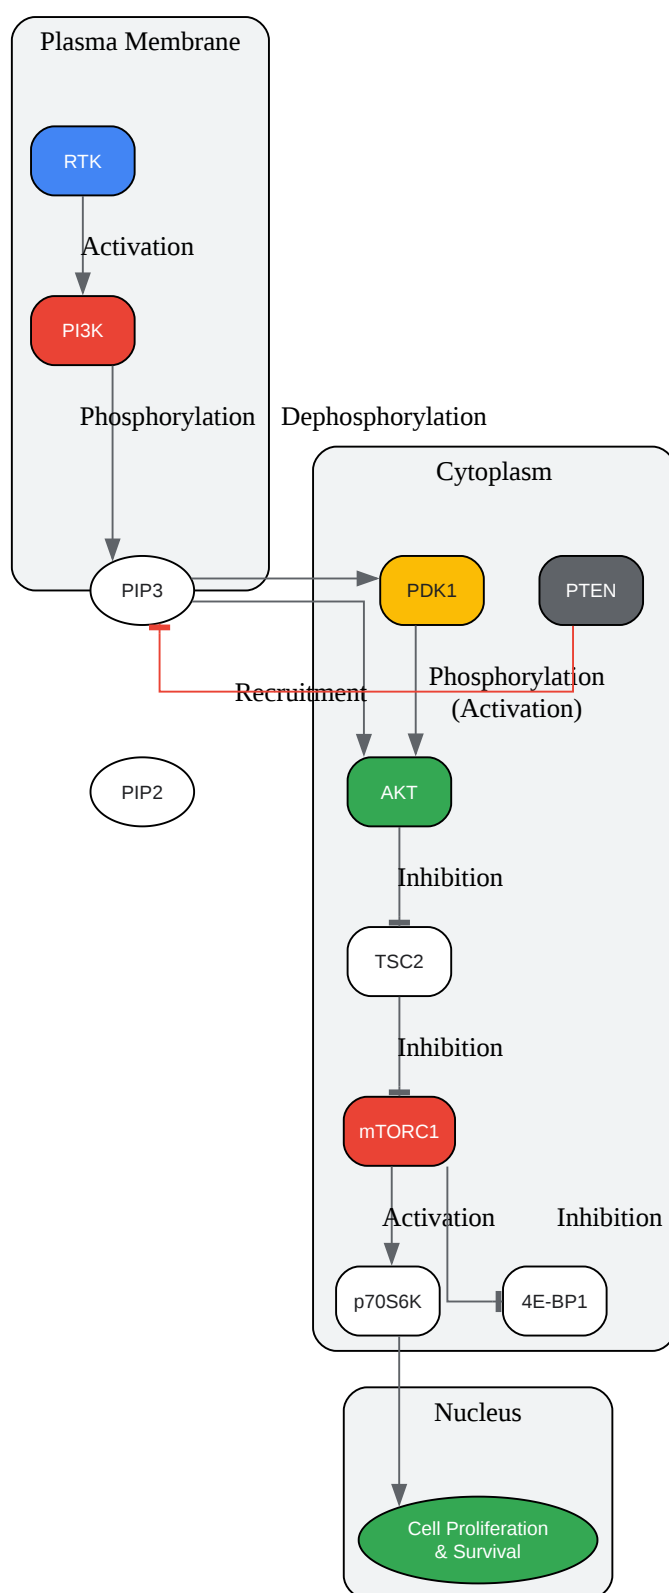 Plasma Membrane
RTK
Activation
PI3K
Phosphorylation
Dephosphorylation
Cytoplasm
PIP3
PDK1
PTEN
Recruitment
Phosphorylation
(Activation)
PIP2
AKT
Inhibition
TSC2
Inhibition
mTORC1
Activation
Inhibition
p70S6K
4E-BP1
Nucleus
Cell Proliferation
& Survival